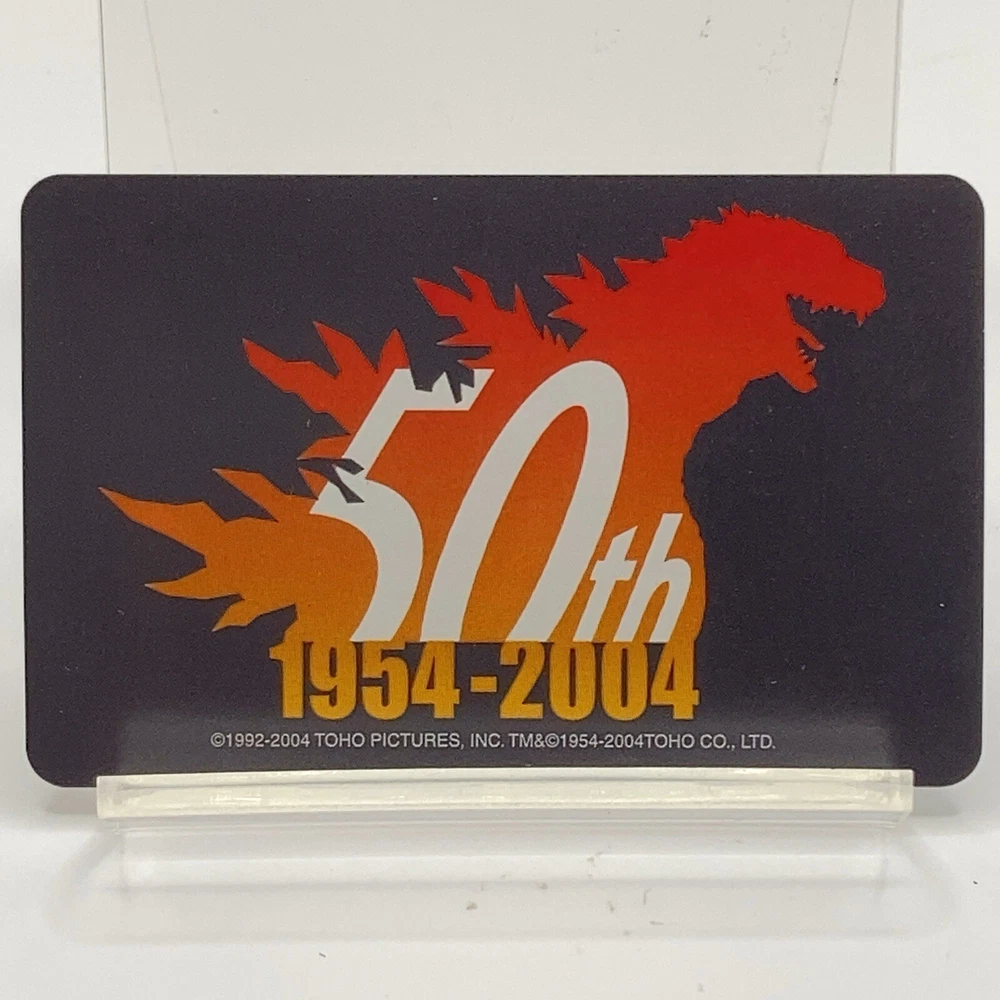 50th
1954-2004
©1992-2004 TOHO PICTURES, INC. TM&©1954-2004TOHO CO., LTD.